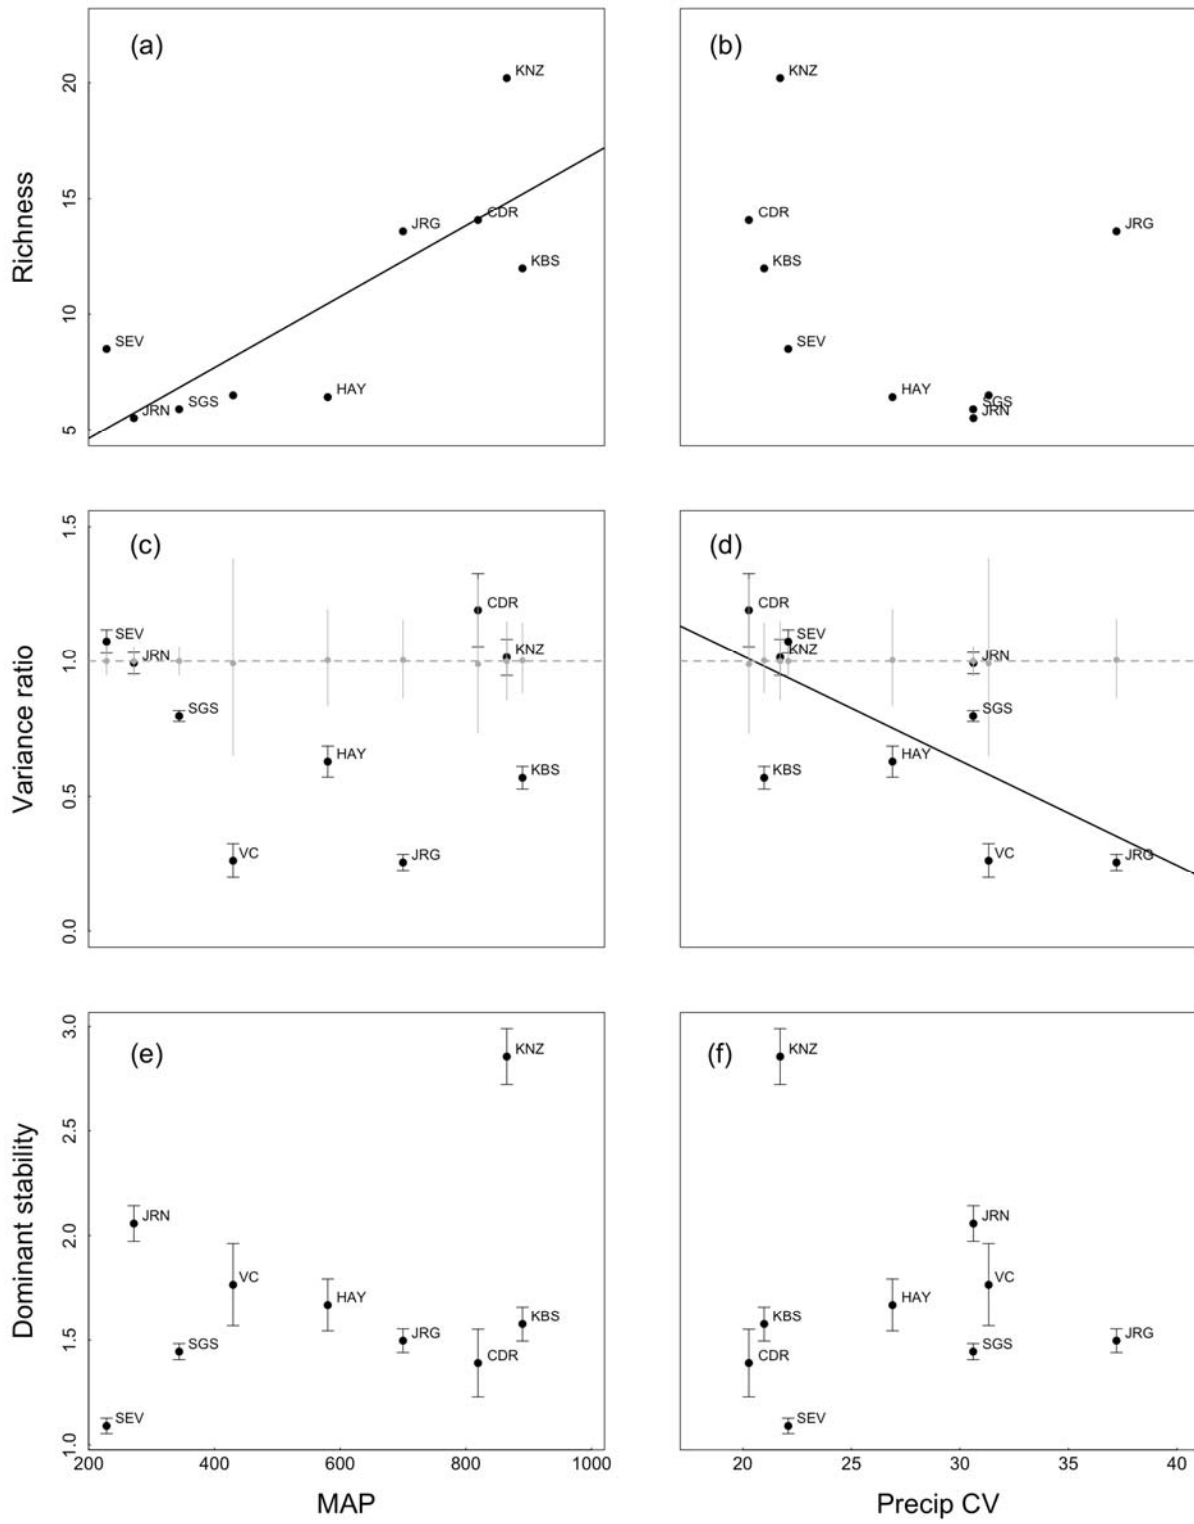 (a)
KNZ
20
15
10
5
Richness
JRG
CDR
KBS
SEV
JRN
SGS
HAY
(b)
KNZ
CDR
JRG
KBS
SEV
HAY
SGS
JRN
(c)
1.5
1.0
0.5
0.0
Variance ratio
CDR
SEV
JRN
KNZ
SGS
HAY
KBS
VC
JRG
(d)
CDR
SEV
KNZ
JRN
SGS
HAY
KBS
VC
JRG
(e)
3.0
2.5
2.0
1.5
1.0
Dominant stability
KNZ
JRN
VC
HAY
KBS
JRG
SGS
CDR
SEV
200 400 600 800 1000
MAP
(f)
KNZ
JRN
VC
HAY
KBS
JRG
SGS
CDR
SEV
20 25 30 35 40
Precip CV